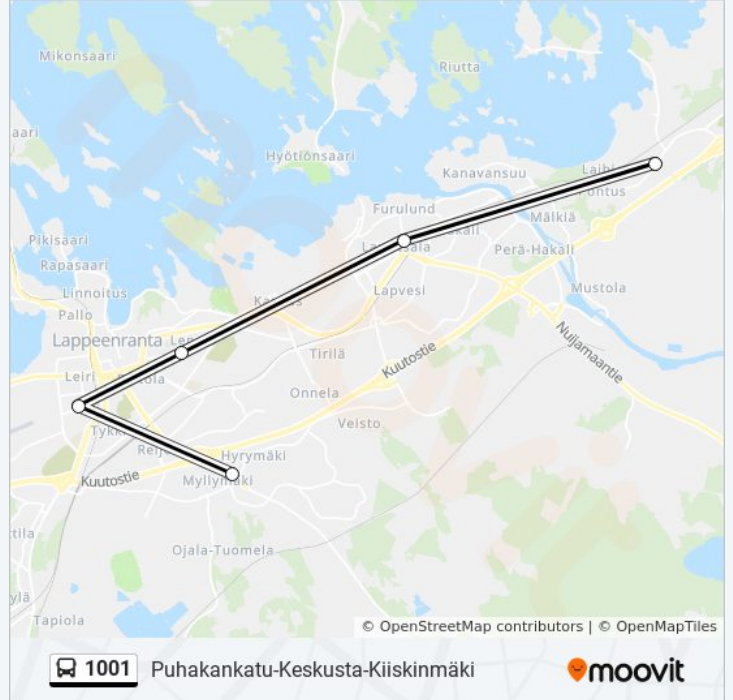 Mikonsaari
Riutta
aari
Hyötiönsaari
Kanavansuu
Furulund
Mälkiä
Pikisaari
Perä-Hakali
Rapasaari
Linnoitus
Lapvesi
Mustola
Pallo
Lappeenranta
Tirilä
Kuutostie
Nuijamaantie
Leiri
Onnela
Veisto
Hyrymäki
Kuutostie
Myllymäki
Ojala-Tuomela
Tapiola
© OpenStreetMap contributors | © OpenMapTiles
1001 Puhakankatu-Keskusta-Kiiskinmäki
moovit